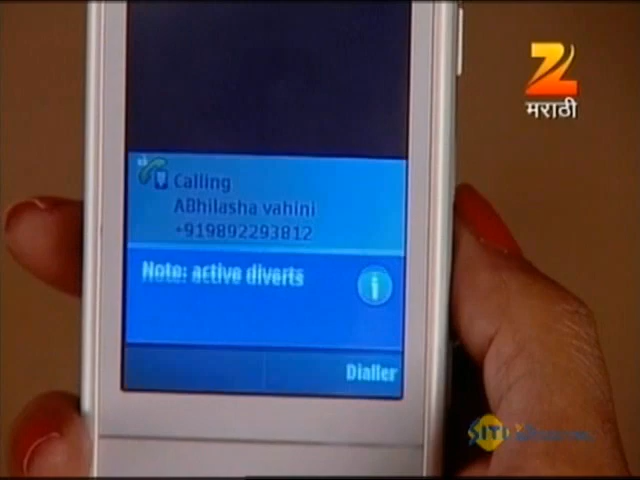 Z
मराठी
Calling
ABhilasha vahini
+919892293812
Note: active diverts
i
Dialler
SITI